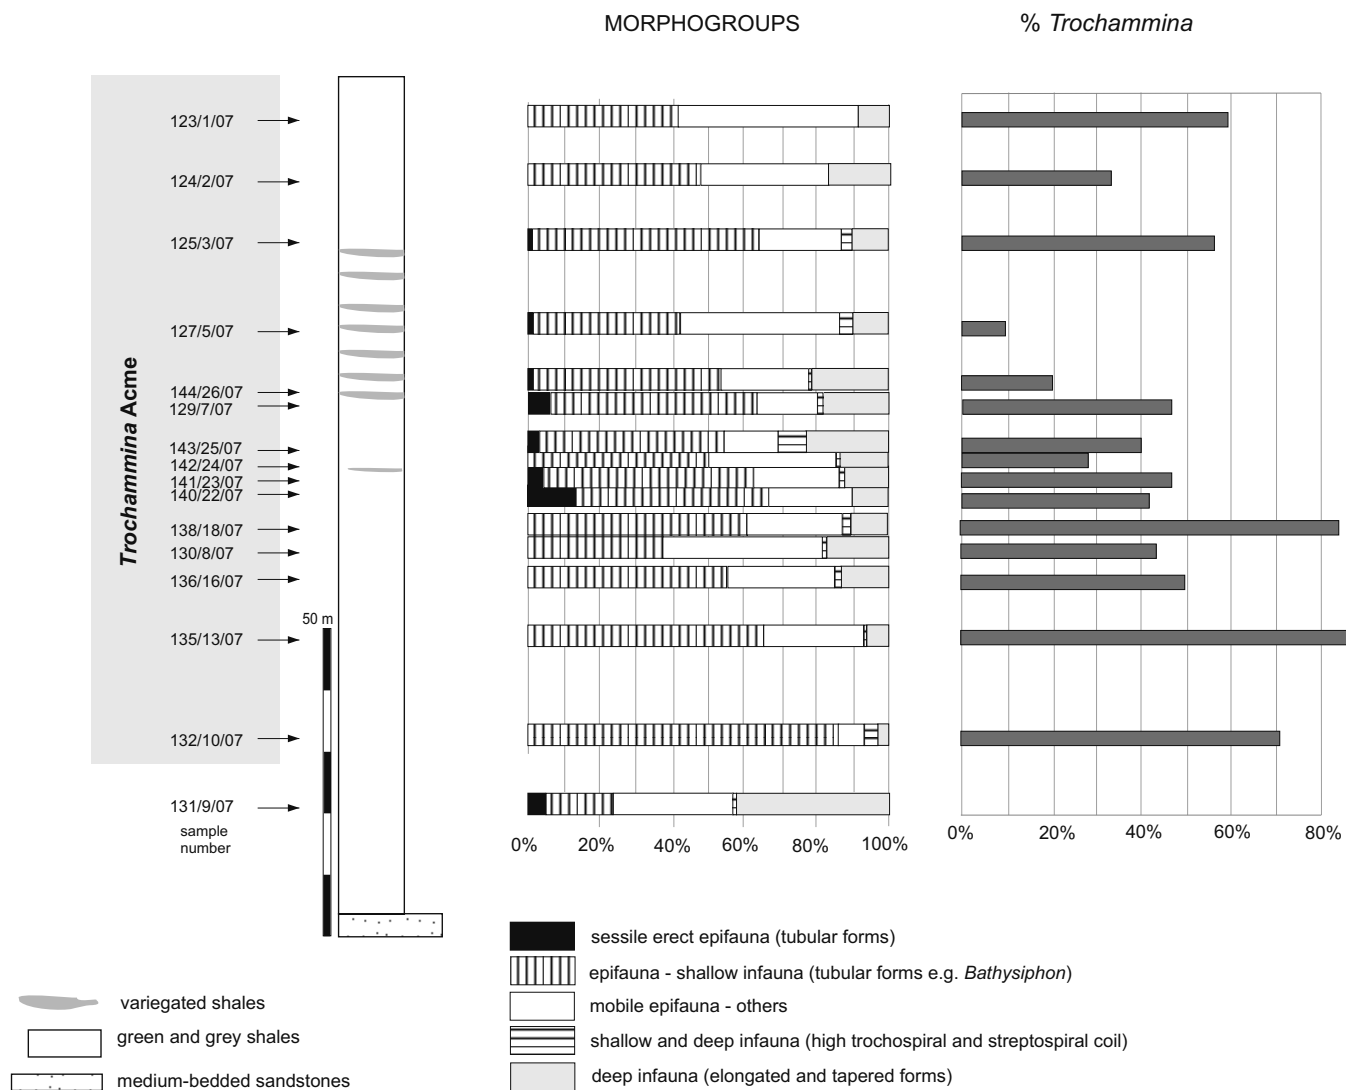 MORPHOGROUPS
% Trochammina
123/1/07
124/2/07
125/3/07
127/5/07
144/26/07
129/7/07
143/25/07
142/24/07
141/23/07
140/22/07
138/18/07
130/8/07
136/16/07
135/13/07
132/10/07
131/9/07
sample
number
Trochammina Acme
50 m
0% 20% 40% 60% 80% 100%
0% 20% 40% 60% 80%
variegated shales
green and grey shales
medium-bedded sandstones
sessile erect epifauna (tubular forms)
epifauna - shallow infauna (tubular forms e.g. Bathysiphon)
mobile epifauna - others
shallow and deep infauna (high trochospiral and streptospiral coil)
deep infauna (elongated and tapered forms)